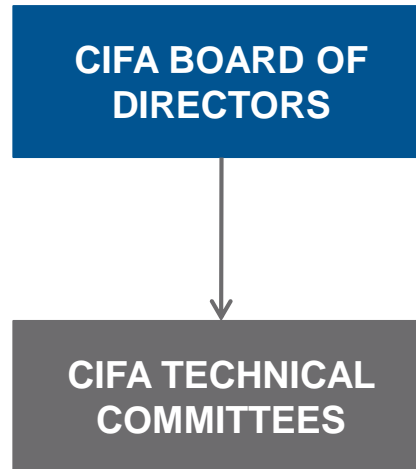 CIFA BOARD OF
DIRECTORS
CIFA TECHNICAL
COMMITTEES